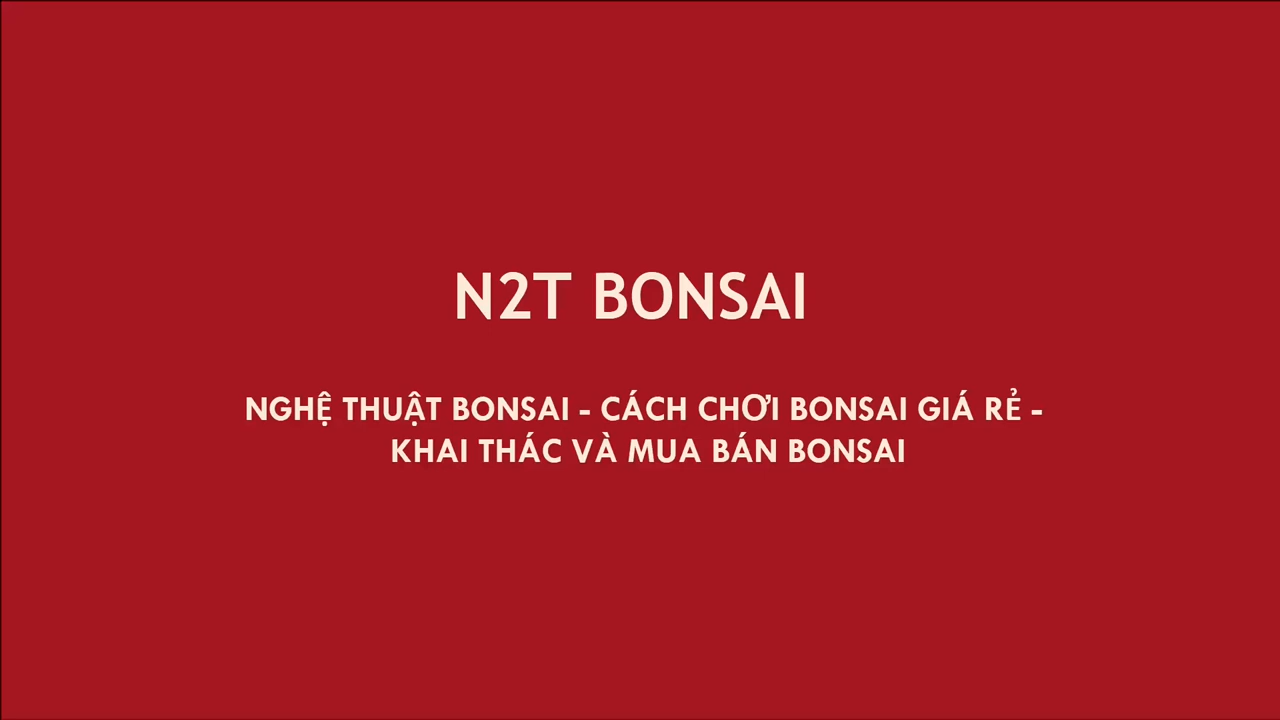 N2T BONSAI
NGHỆ THUẬT BONSAI - CÁCH CHƠI BONSAI GIÁ RẺ -
KHAI THÁC VÀ MUA BÁN BONSAI